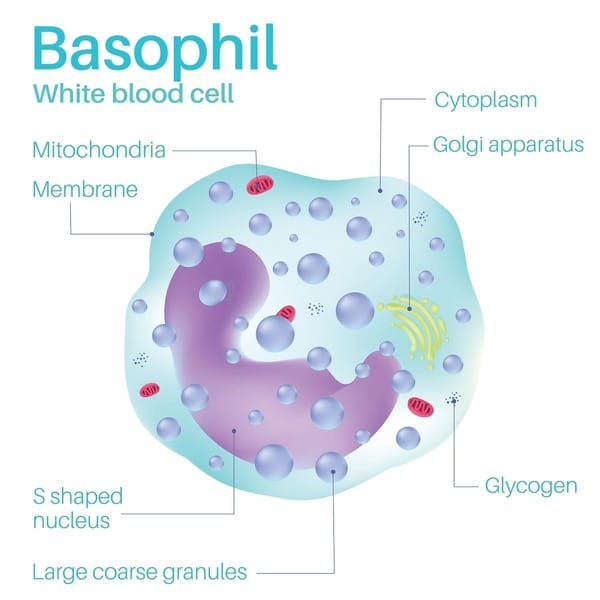 Basophil
White blood cell
Cytoplasm
Golgi apparatus
Mitochondria
Membrane
Glycogen
S shaped
nucleus
Large coarse granules